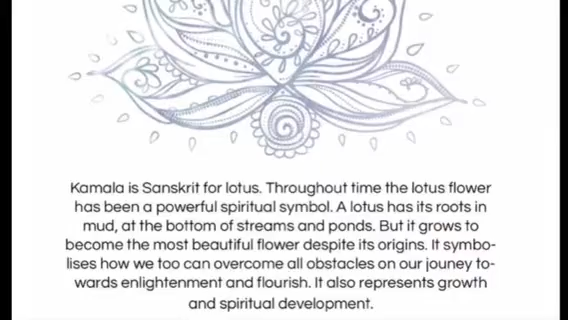 Kamala is Sanskrit for lotus. Throughout time the lotus flower
has been a powerful spiritual symbol. A lotus has its roots in
mud, at the bottom of streams and ponds. But it grows to
become the most beautiful flower despite its origins. It symbo-
lises how we too can overcome all obstacles on our jouney to-
wards enlightenment and flourish. It also represents growth
and spiritual development.